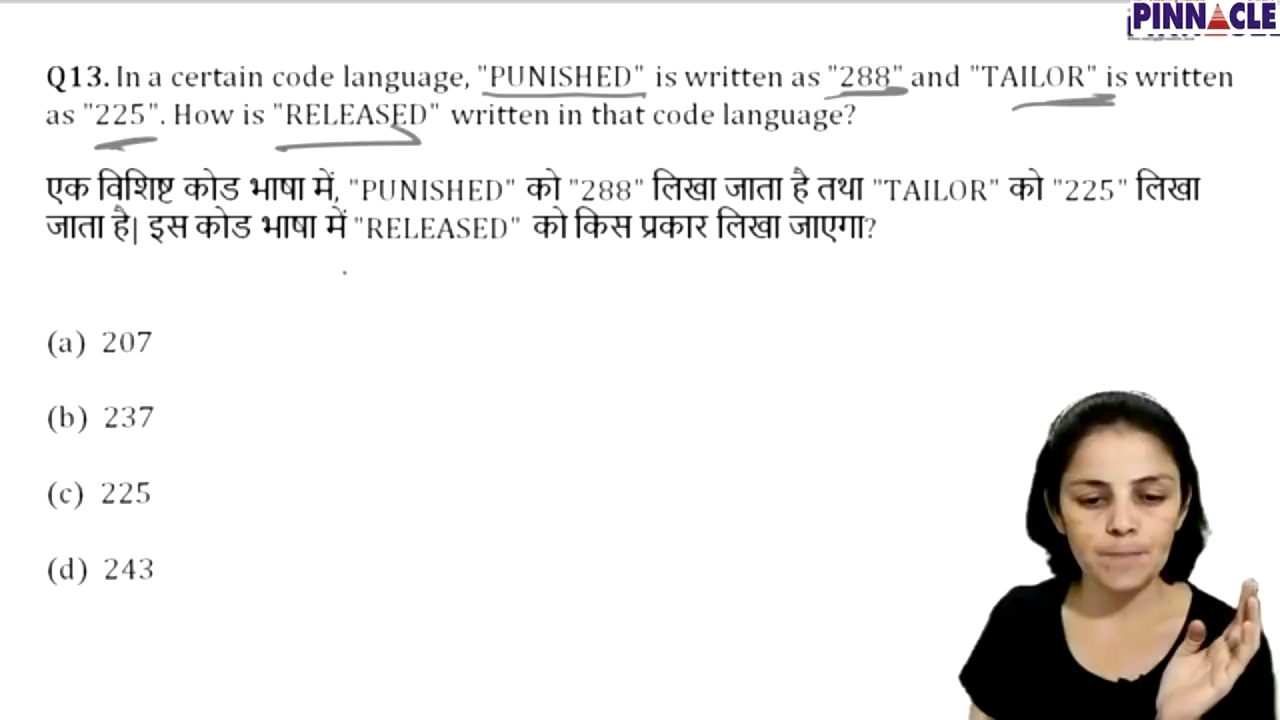 PINNACLE
Q13. In a certain code language, "PUNISHED" is written as "288" and "TAILOR" is written
as "225". How is "RELEASED" written in that code language?
एक विशिष्ट कोड भाषा में, "PUNISHED" को "288" लिखा जाता है तथा "TAILOR" को "225" लिखा
जाता है| इस कोड भाषा में "RELEASED" को किस प्रकार लिखा जाएगा?
(a) 207
(b) 237
(c) 225
(d) 243